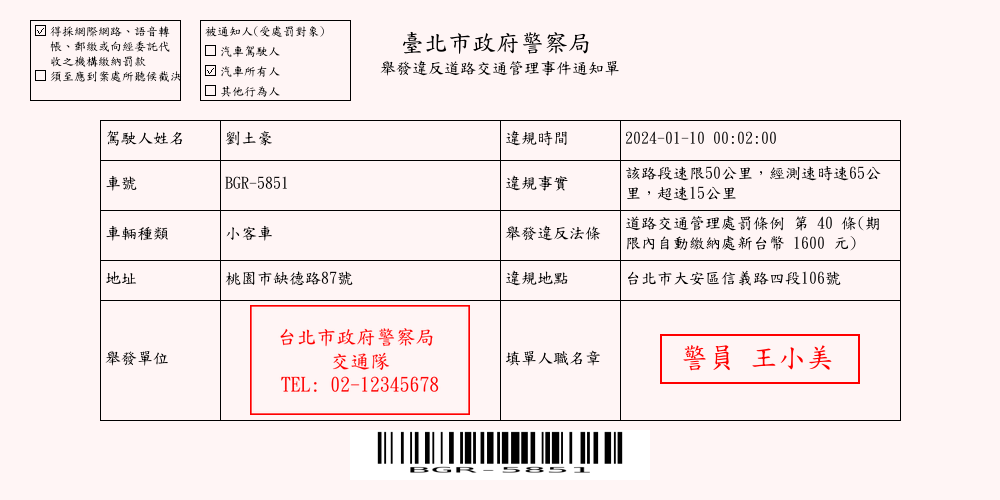 得採網際網路、語音轉
帳、郵繳或向經委託代
收之機構繳納罰款
須至應到案處所聽候裁決
被通知人(受處罰對象)
汽車駕駛人
汽車所有人
其他行為人
臺北市政府警察局
舉發違反道路交通管理事件通知單
駕駛人姓名
劉土豪
違規時間
2024-01-10 00:02:00
車號
BGR-5851
違規事實
該路段速限50公里，經測速時速65公
里，超速15公里
車輛種類
小客車
舉發違反法條
道路交通管理處罰條例 第 40 條(期
限內自動繳納處新台幣 1600 元)
地址
桃園市缺德路87號
違規地點
台北市大安區信義路四段106號
舉發單位
台北市政府警察局
交通隊
TEL: 02-12345678
填單人職名章
警員 王小美
BGR-5851